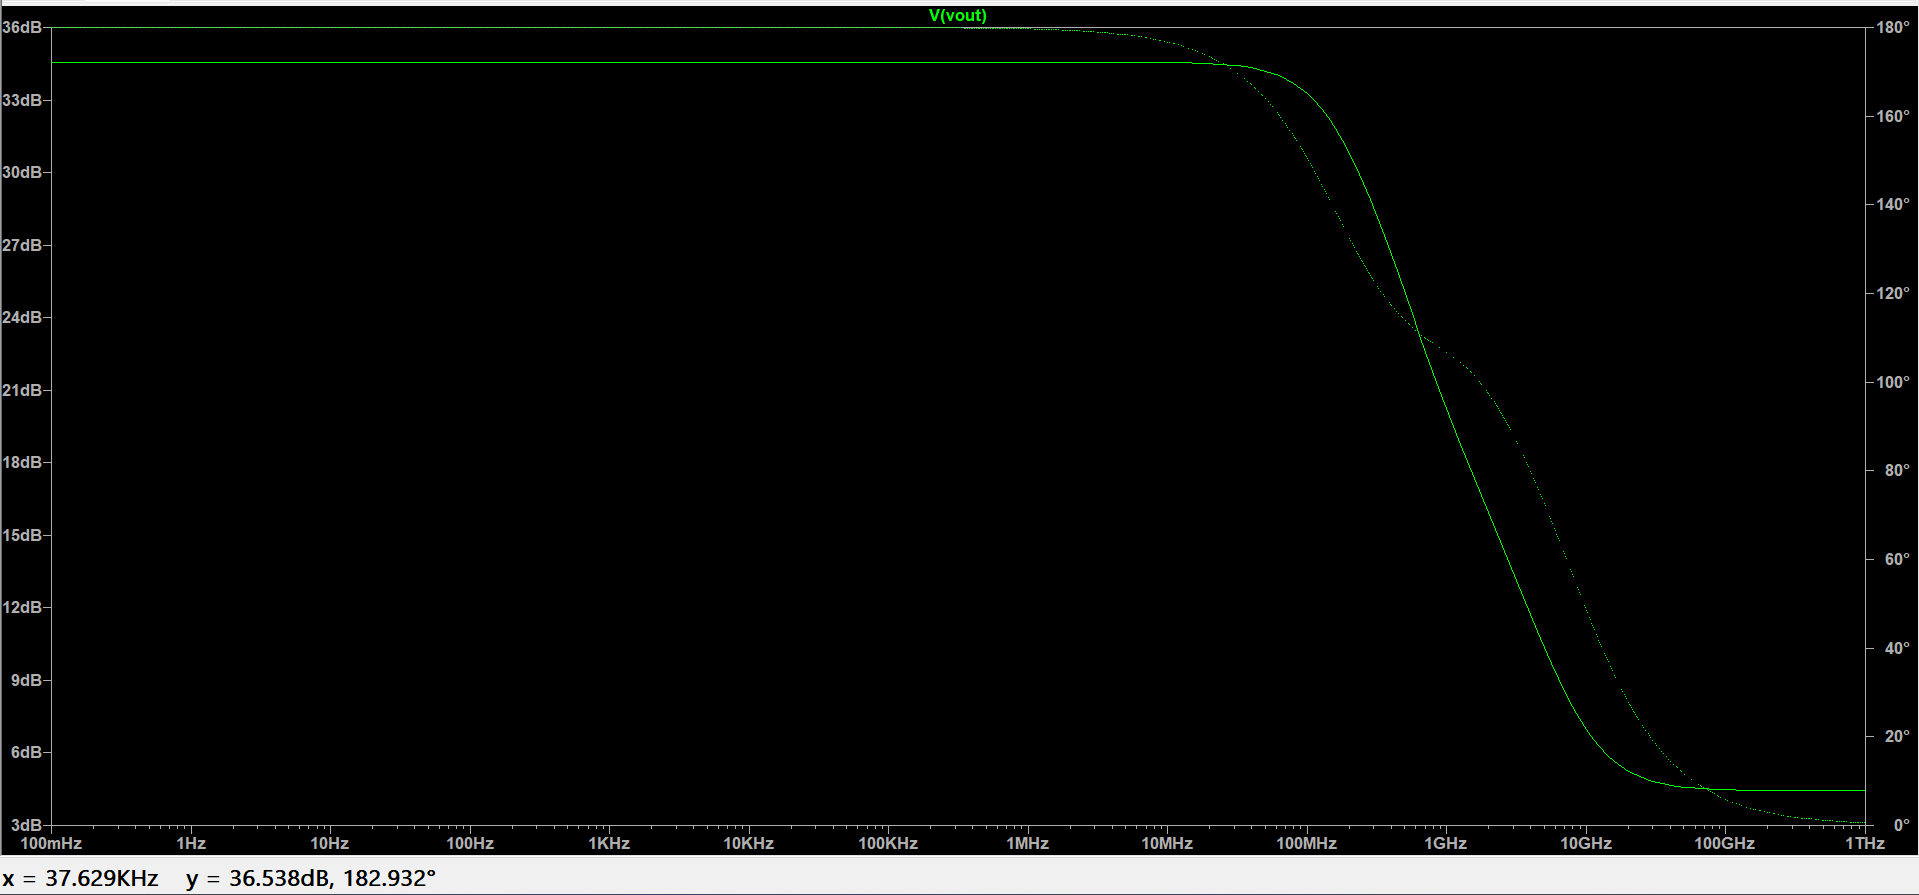 V(vout)
36dB
180°
33dB
160°
30dB
140°
27dB
120°
24dB
21dB
100°
18dB
80°
15dB
60°
12dB
9dB
40°
6dB
20°
3dB
0°
100mHz 1Hz 10Hz 100Hz 1KHz 10KHz 100KHz 1MHz 10MHz 100MHz 1GHz 10GHz 100GHz 1THz
x = 37.629KHz y = 36.538dB, 182.932°